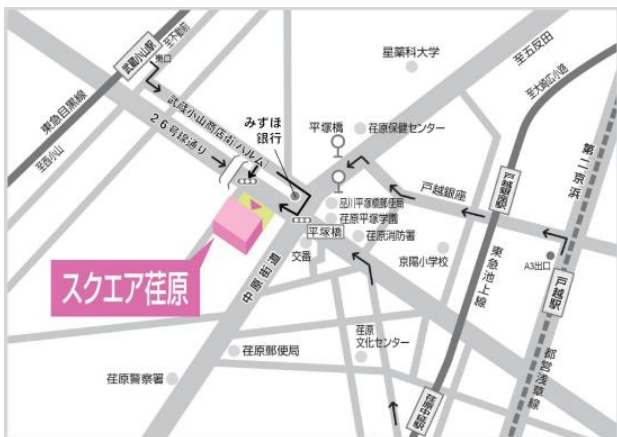 至不動前
武蔵小山駅
東口
東急目黒線
至西小山
武蔵小山商店街(パルム)
26号線通り
みずほ
銀行
星薬科大学
至五反田
至大崎広小路
平塚橋
荏原保健センター
第二京浜
戸越銀座
戸越銀座駅
品川平塚橋郵便局
荏原平塚学園
平塚橋
荏原消防署
交番
京陽小学校
東急池上線
A3出口
戸越駅
スクエア荏原
中原街道
荏原
文化センター
荏原郵便局
荏原警察署
都営浅草線
荏原中延駅